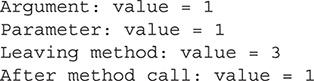 Argument: value = 1
Parameter: value = 1
Leaving method: value = 3
After method call: value = 1